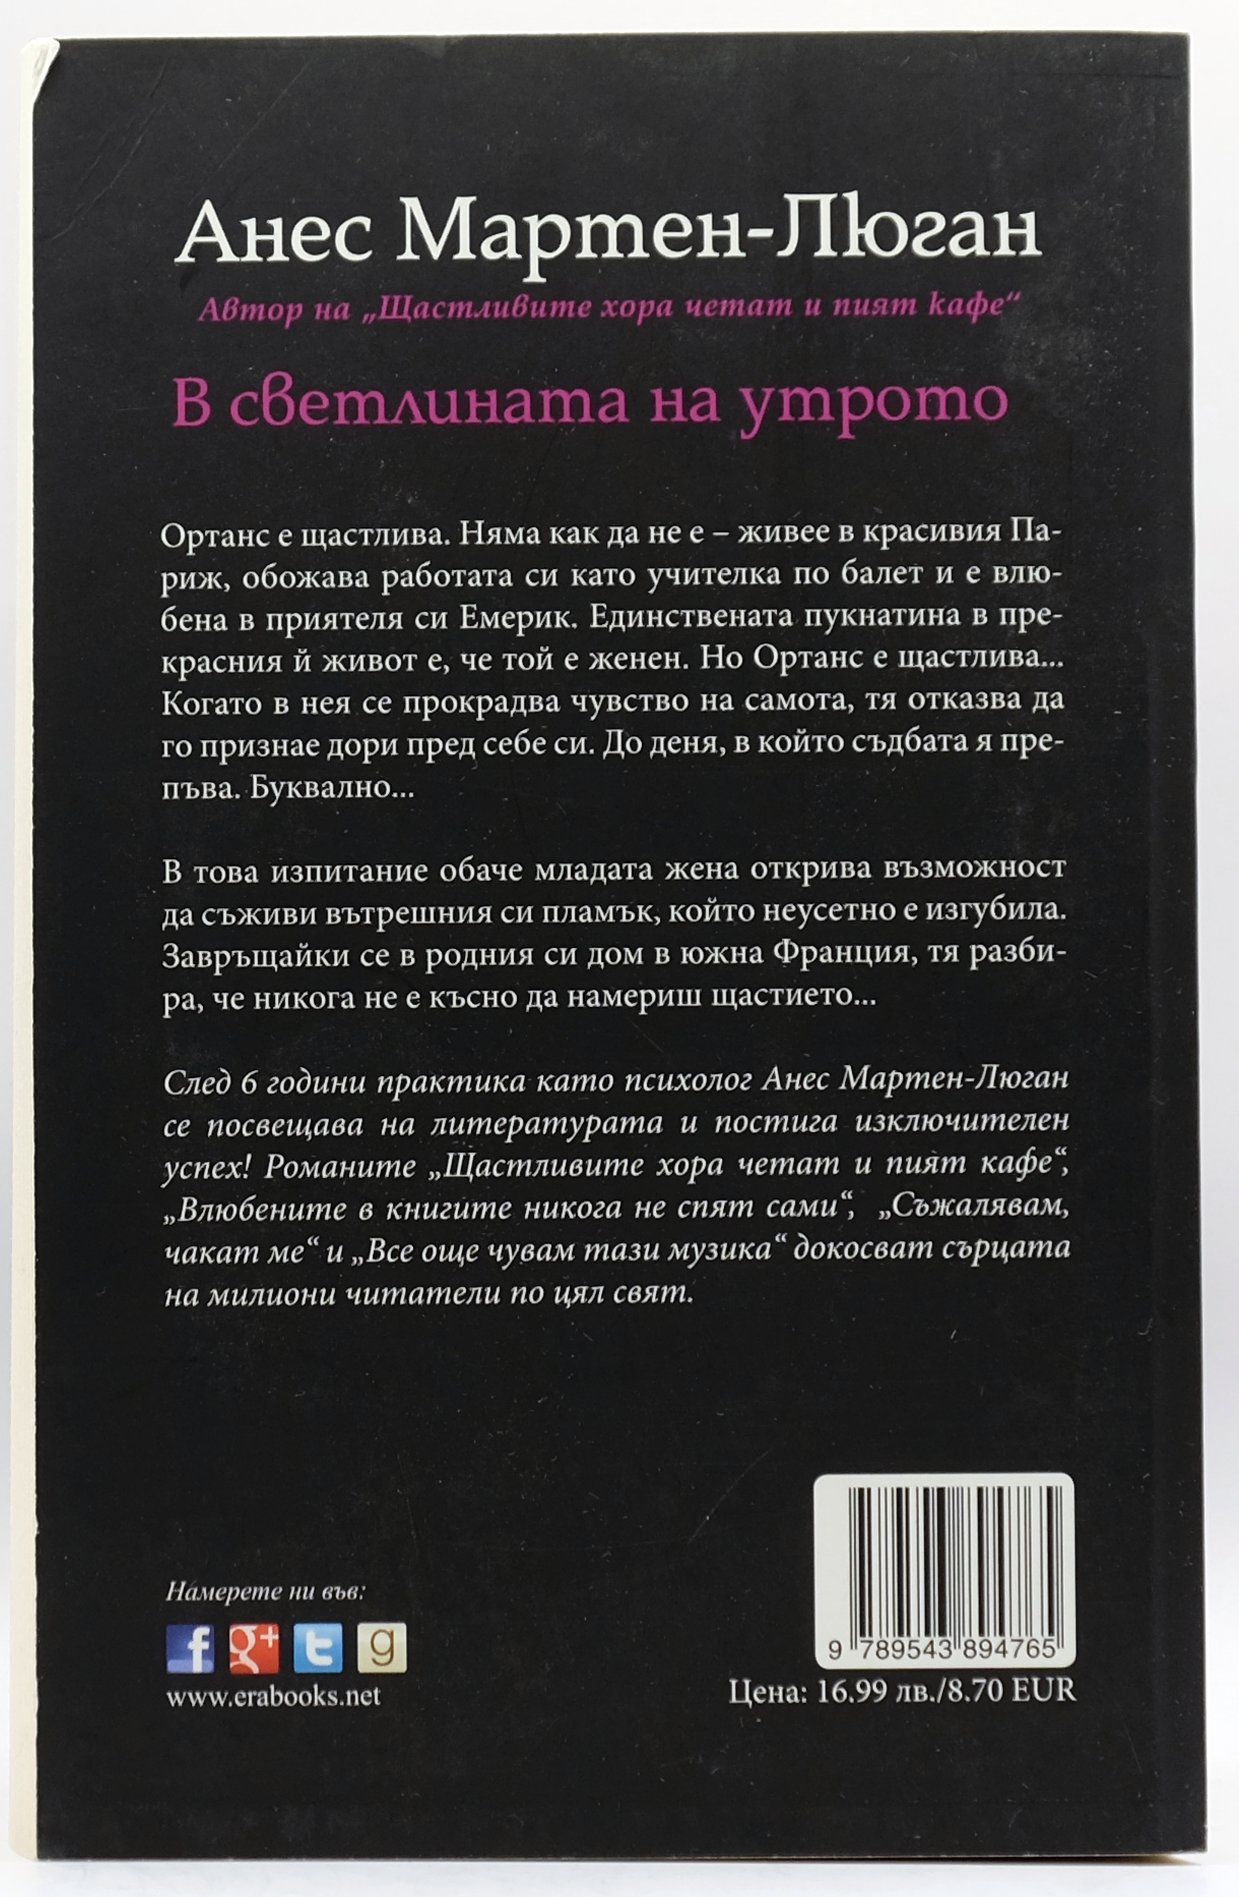 Анес Мартен-Люган
Автор на „Щастливите хора четат и пият кафе“
В светлината на утрото
Ортанс е щастлива. Няма как да не е – живее в красивия Па-
риж, обожава работата си като учителка по балет и е влю-
бена в приятеля си Емерик. Единствената пукнатина в пре-
красния й живот е, че той е женен. Но Ортанс е щастлива...
Когато в нея се прокрадва чувство на самота, тя отказва да
го признае дори пред себе си. До деня, в който съдбата я пре-
пъва. Буквално...
В това изпитание обаче младата жена открива възможност
да съживи вътрешния си пламък, който неусетно е изгубила.
Завръщайки се в родния си дом в южна Франция, тя разби-
ра, че никога не е късно да намериш щастието...
След 6 години практика като психолог Анес Мартен-Люган
се посвещава на литературата и постига изключителен
успех! Романите „Щастливите хора четат и пият кафе“,
„Влюбените в книгите никога не спят сами“, „Съжалявам,
чакат ме“ и „Все още чувам тази музика“ докосват сърцата
на милиони читатели по цял свят.
Намерете ни във:
f g+ t g
www.erabooks.net
9 789543 894765
Цена: 16.99 лв./8.70 EUR